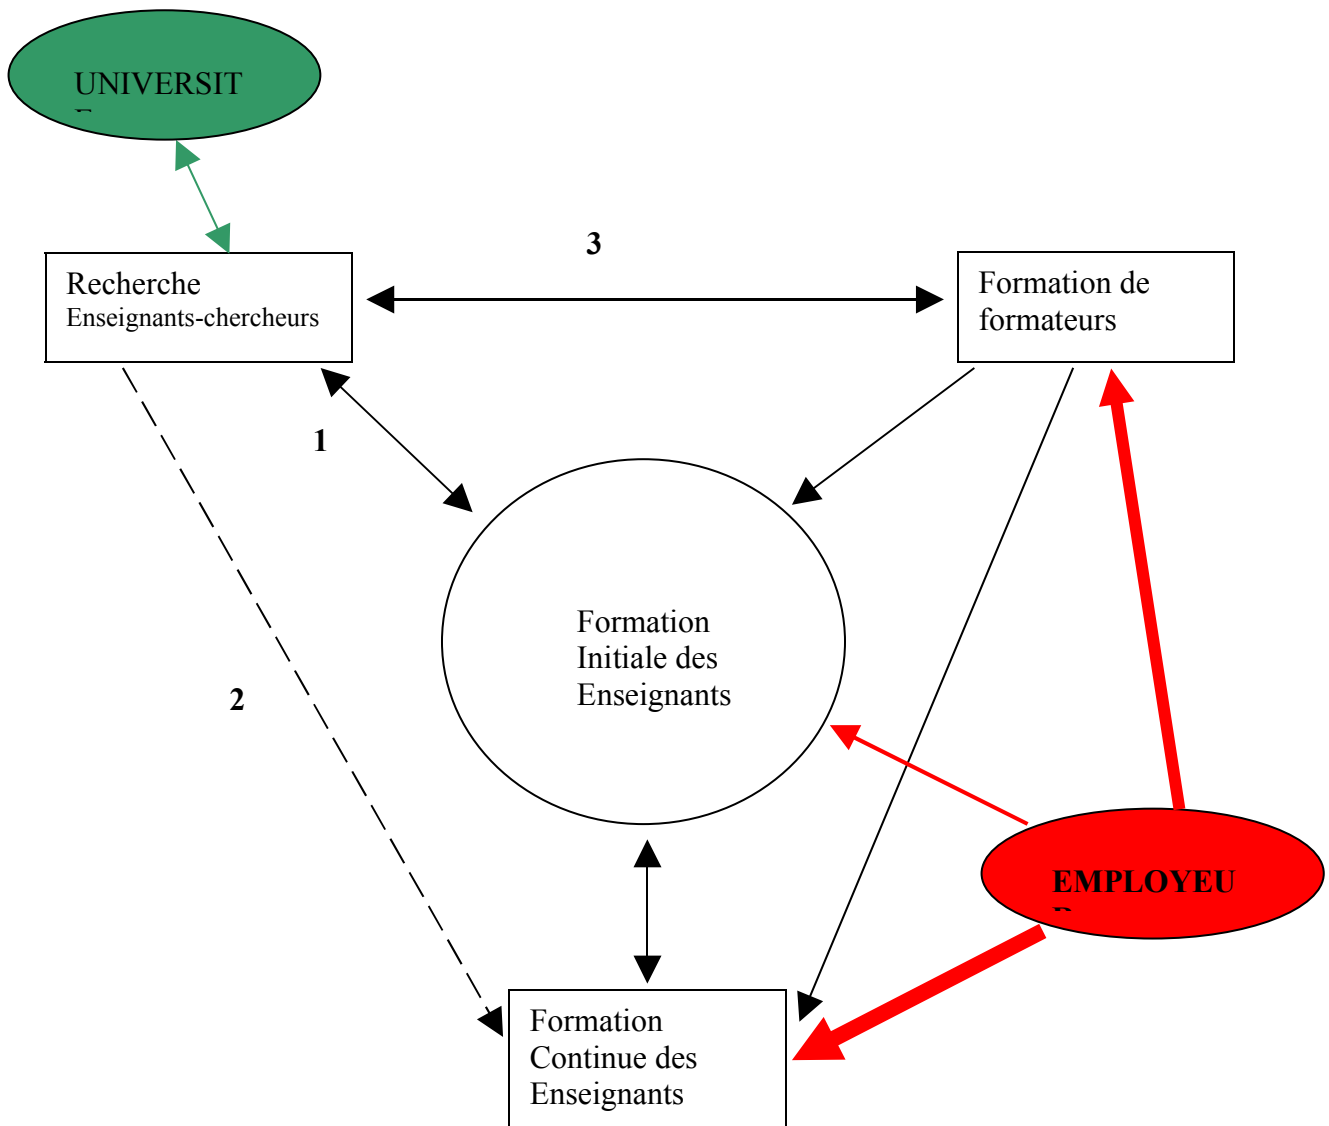 UNIVERSIT
3
Recherche
Enseignants-chercheurs
Formation de
formateurs
1
Formation
Initiale des
Enseignants
2
EMPLOYEU
Formation
Continue des
Enseignants